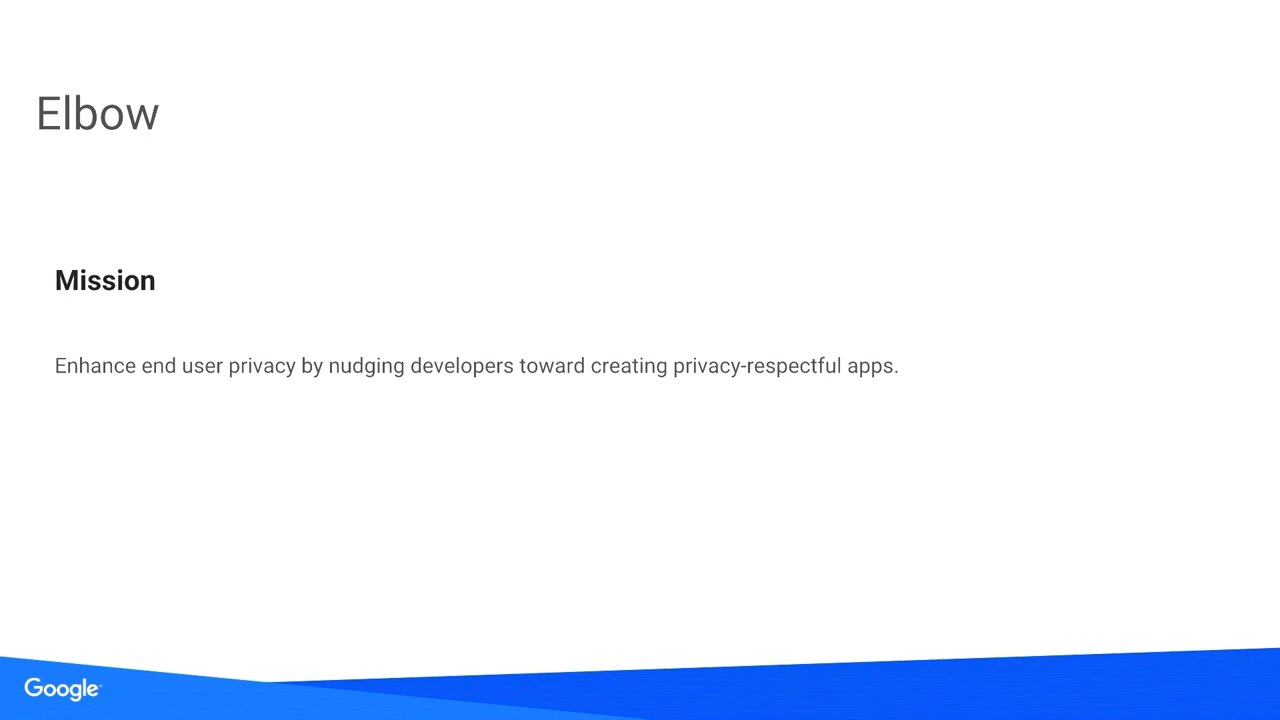 Elbow
Mission
Enhance end user privacy by nudging developers toward creating privacy-respectful apps.
Google